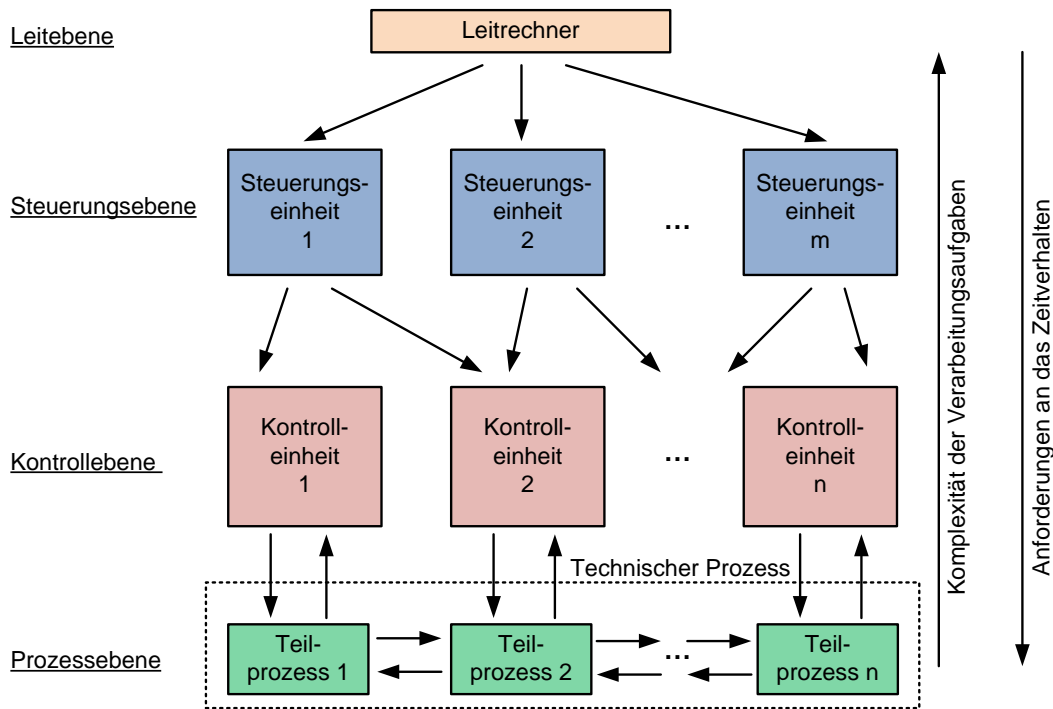 Leitebene
Leitrechner
Steuerungsebene
Steuerungs-
einheit
1
Steuerungs-
einheit
2
...
Steuerungs-
einheit
m
Kontrollebene
Kontroll-
einheit
1
Kontroll-
einheit
2
...
Kontroll-
einheit
n
Technischer Prozess
Prozessebene
Teil-
prozess 1
Teil-
prozess 2
...
Teil-
prozess n
Komplexität der Verarbeitungsaufgaben
Anforderungen an das Zeitverhalten